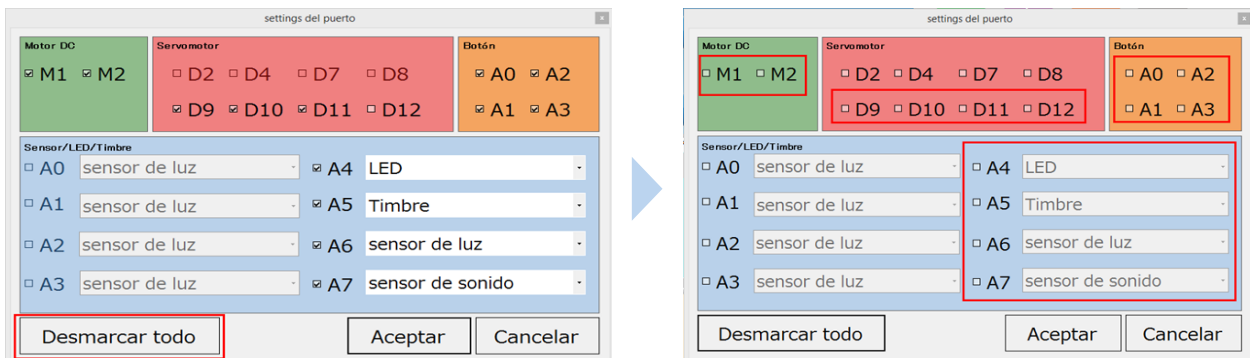 settings del puerto
Motor DC
M1 M2
Servomotor
D2 D4 D7 D8
D9 D10 D11 D12
Botón
A0 A2
A1 A3
Sensor/LED/Timbre
A0 sensor de luz A4 LED
A1 sensor de luz A5 Timbre
A2 sensor de luz A6 sensor de luz
A3 sensor de luz A7 sensor de sonido
Desmarcar todo Aceptar Cancelar
settings del puerto
Motor DC
M1 M2
Servomotor
D2 D4 D7 D8
D9 D10 D11 D12
Botón
A0 A2
A1 A3
Sensor/LED/Timbre
A0 sensor de luz A4 LED
A1 sensor de luz A5 Timbre
A2 sensor de luz A6 sensor de luz
A3 sensor de luz A7 sensor de sonido
Desmarcar todo Aceptar Cancelar